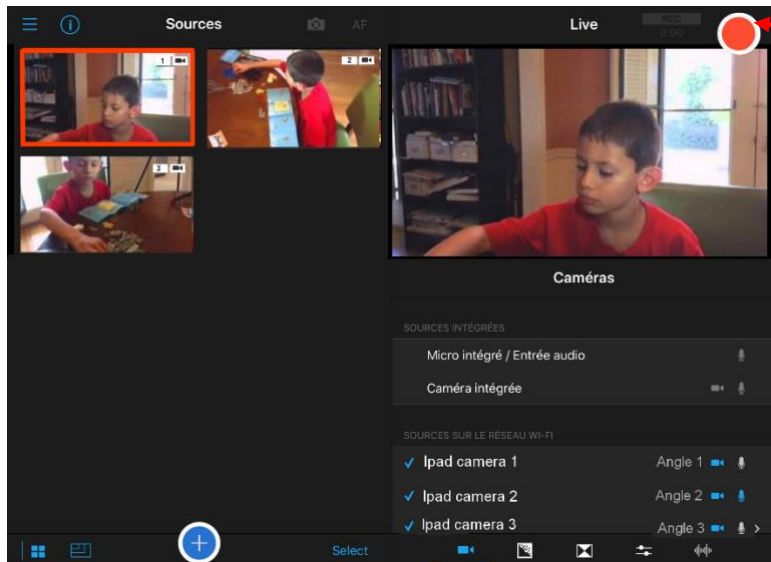 Sources
AF
Live
REC
0:00
1
2
3
Caméras
SOURCES INTÉGRÉES
Micro intégré / Entrée audio
Caméra intégrée
SOURCES SUR LE RÉSEAU WI-FI
Ipad camera 1 Angle 1
Ipad camera 2 Angle 2
Ipad camera 3 Angle 3
Select